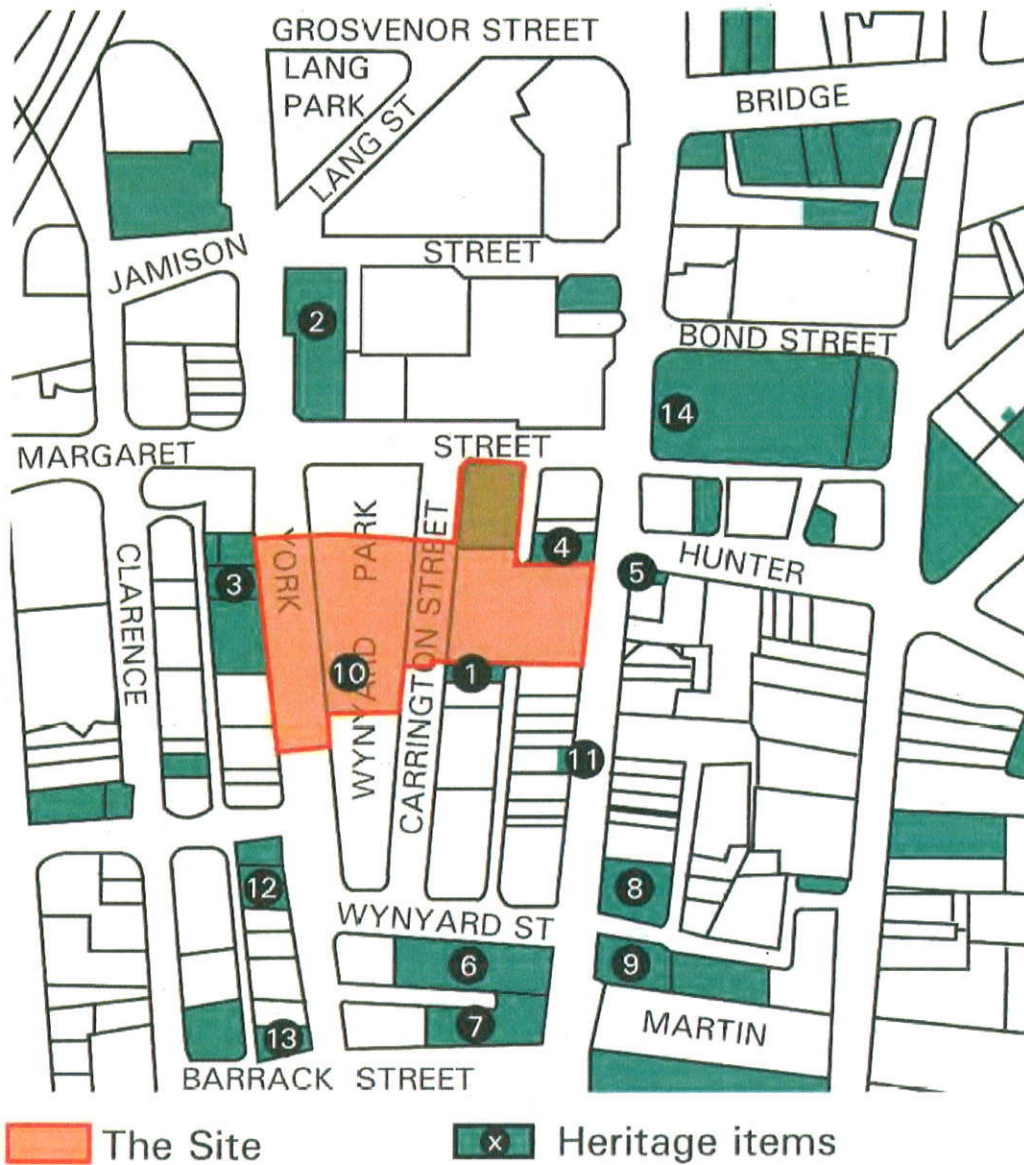 GROSVENOR STREET
LANG
PARK
LANG ST
BRIDGE
JAMISON
STREET
2
BOND STREET
14
MARGARET
STREET
CLARENCE
3
YORK
WYNYARD PARK
CARRINGTON STREET
4
5
HUNTER
10
1
11
12
8
WYNYARD ST
6
9
7
13
MARTIN
BARRACK STREET
The Site
x Heritage items